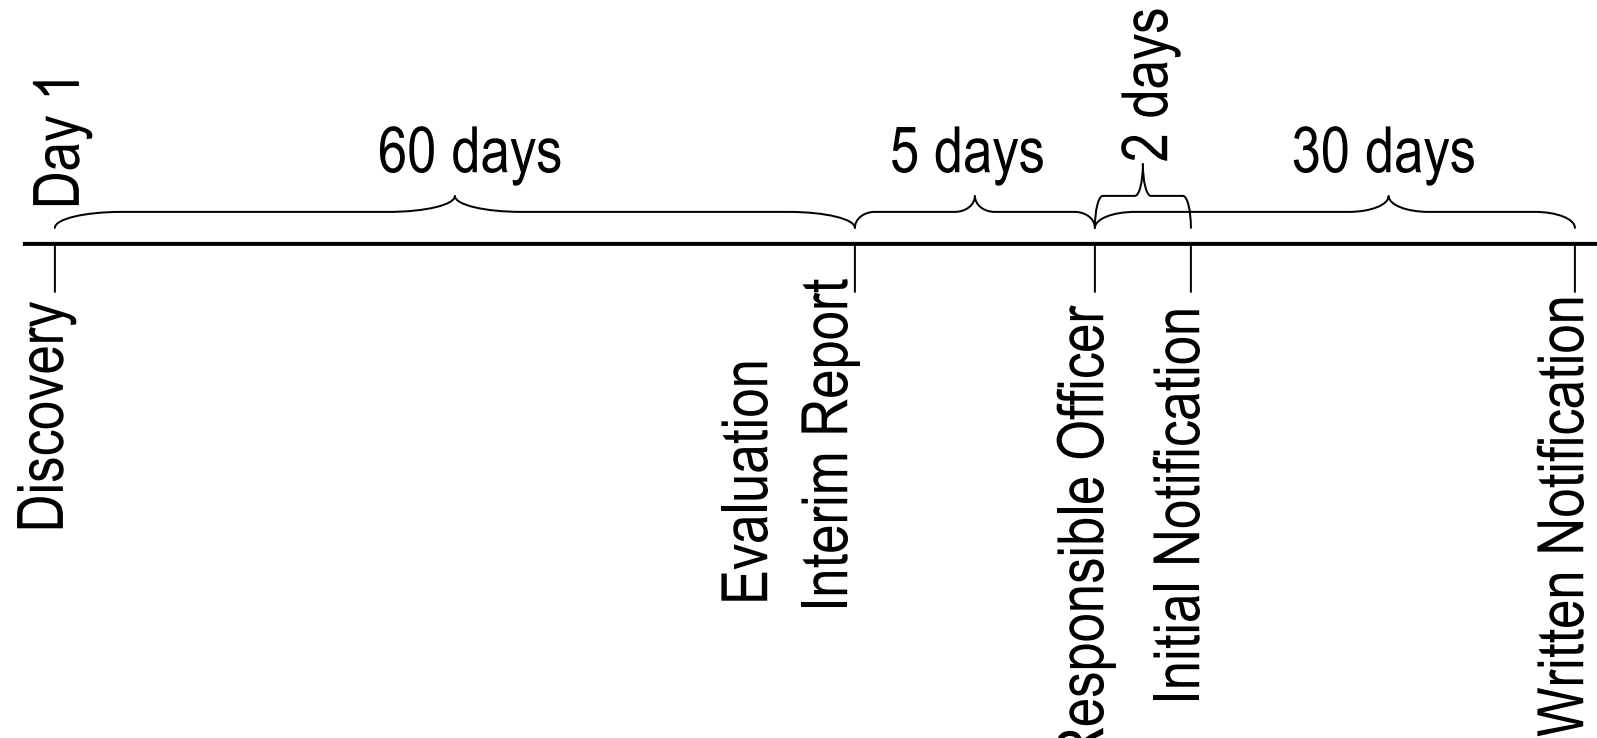 Day 1
60 days
5 days
2 days
30 days
Discovery
Evaluation
Interim Report
Responsible Officer
Initial Notification
Written Notification